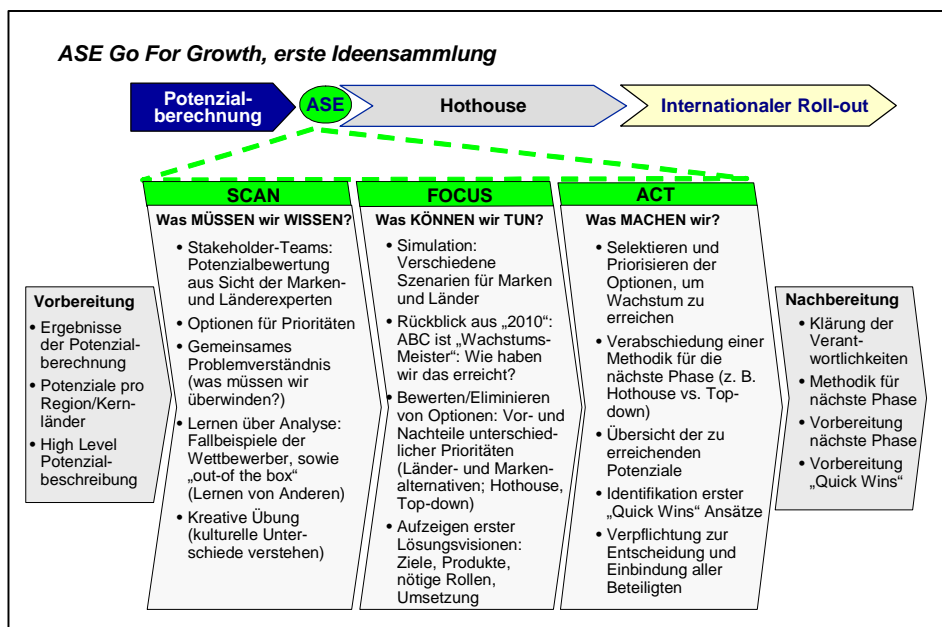 ASE Go For Growth, erste Ideensammlung
Potenzial-
berechnung
ASE
Hothouse
Internationaler Roll-out
Vorbereitung
• Ergebnisse
der Potenzial-
berechnung
• Potenziale pro
Region/Kern-
länder
• High Level
Potenzial-
beschreibung
SCAN
Was MÜSSEN wir WISSEN?
• Stakeholder-Teams:
Potenzialbewertung
aus Sicht der Marken-
und Länderexperten
• Optionen für Prioritäten
• Gemeinsames
Problemverständnis
(was müssen wir
überwinden?)
• Lernen über Analyse:
Fallbeispiele der
Wettbewerber, sowie
„out-of the box“
(Lernen von Anderen)
• Kreative Übung
(kulturelle Unter-
schiede verstehen)
FOCUS
Was KÖNNEN wir TUN?
• Simulation:
Verschiedene
Szenarien für Marken
und Länder
• Rückblick aus „2010“:
ABC ist „Wachstums-
Meister“: Wie haben
wir das erreicht?
• Bewerten/Eliminieren
von Optionen: Vor- und
Nachteile unterschied-
licher Prioritäten
(Länder- und Marken-
alternativen; Hothouse,
Top-down)
• Aufzeigen erster
Lösungsvisionen:
Ziele, Produkte,
nötige Rollen,
Umsetzung
ACT
Was MACHEN wir?
• Selektieren und
Priorisieren der
Optionen, um
Wachstum zu
erreichen
• Verabschiedung einer
Methodik für die
nächste Phase (z. B.
Hothouse vs. Top-
down)
• Übersicht der zu
erreichenden
Potenziale
• Identifikation erster
„Quick Wins“ Ansätze
• Verpflichtung zur
Entscheidung und
Einbindung aller
Beteiligten
Nachbereitung
• Klärung der
Verant-
wortlichkeiten
• Methodik für
nächste Phase
• Vorbereitung
nächste Phase
• Vorbereitung
„Quick Wins“